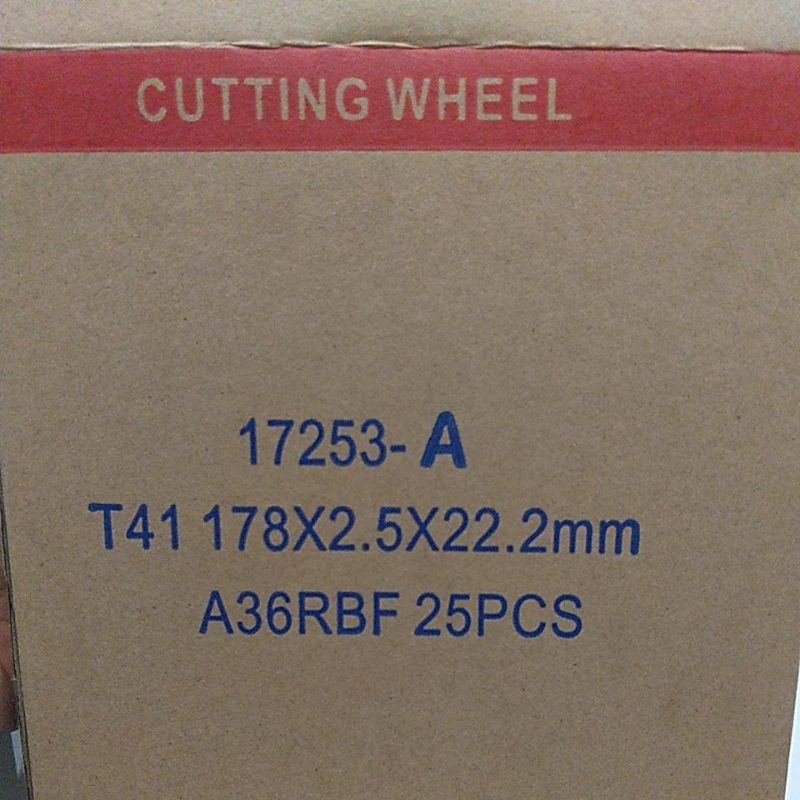 CUTTING WHEEL
17253-A
T41 178X2.5X22.2mm
A36RBF 25PCS